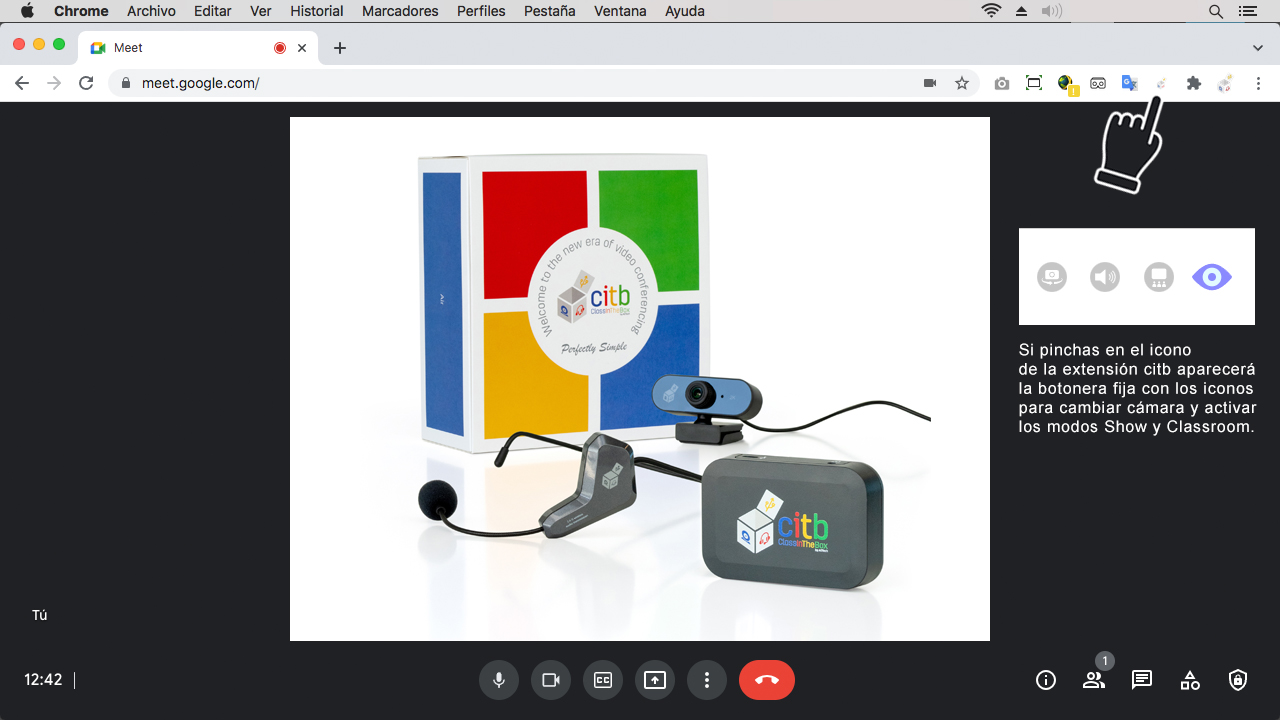 Chrome Archivo Editar Ver Historial Marcadores Perfiles Pestaña Ventana Ayuda
Meet
meet.google.com/
Welcome to the new era of video conferencing
citb
ClassInTheBox
Perfectly Simple
Air
citb
ClassInTheBox
Si pinchas en el icono
de la extensión citb aparecerá
la botonera fija con los iconos
para cambiar cámara y activar
los modos Show y Classroom.
Tú
12:42
CC
1